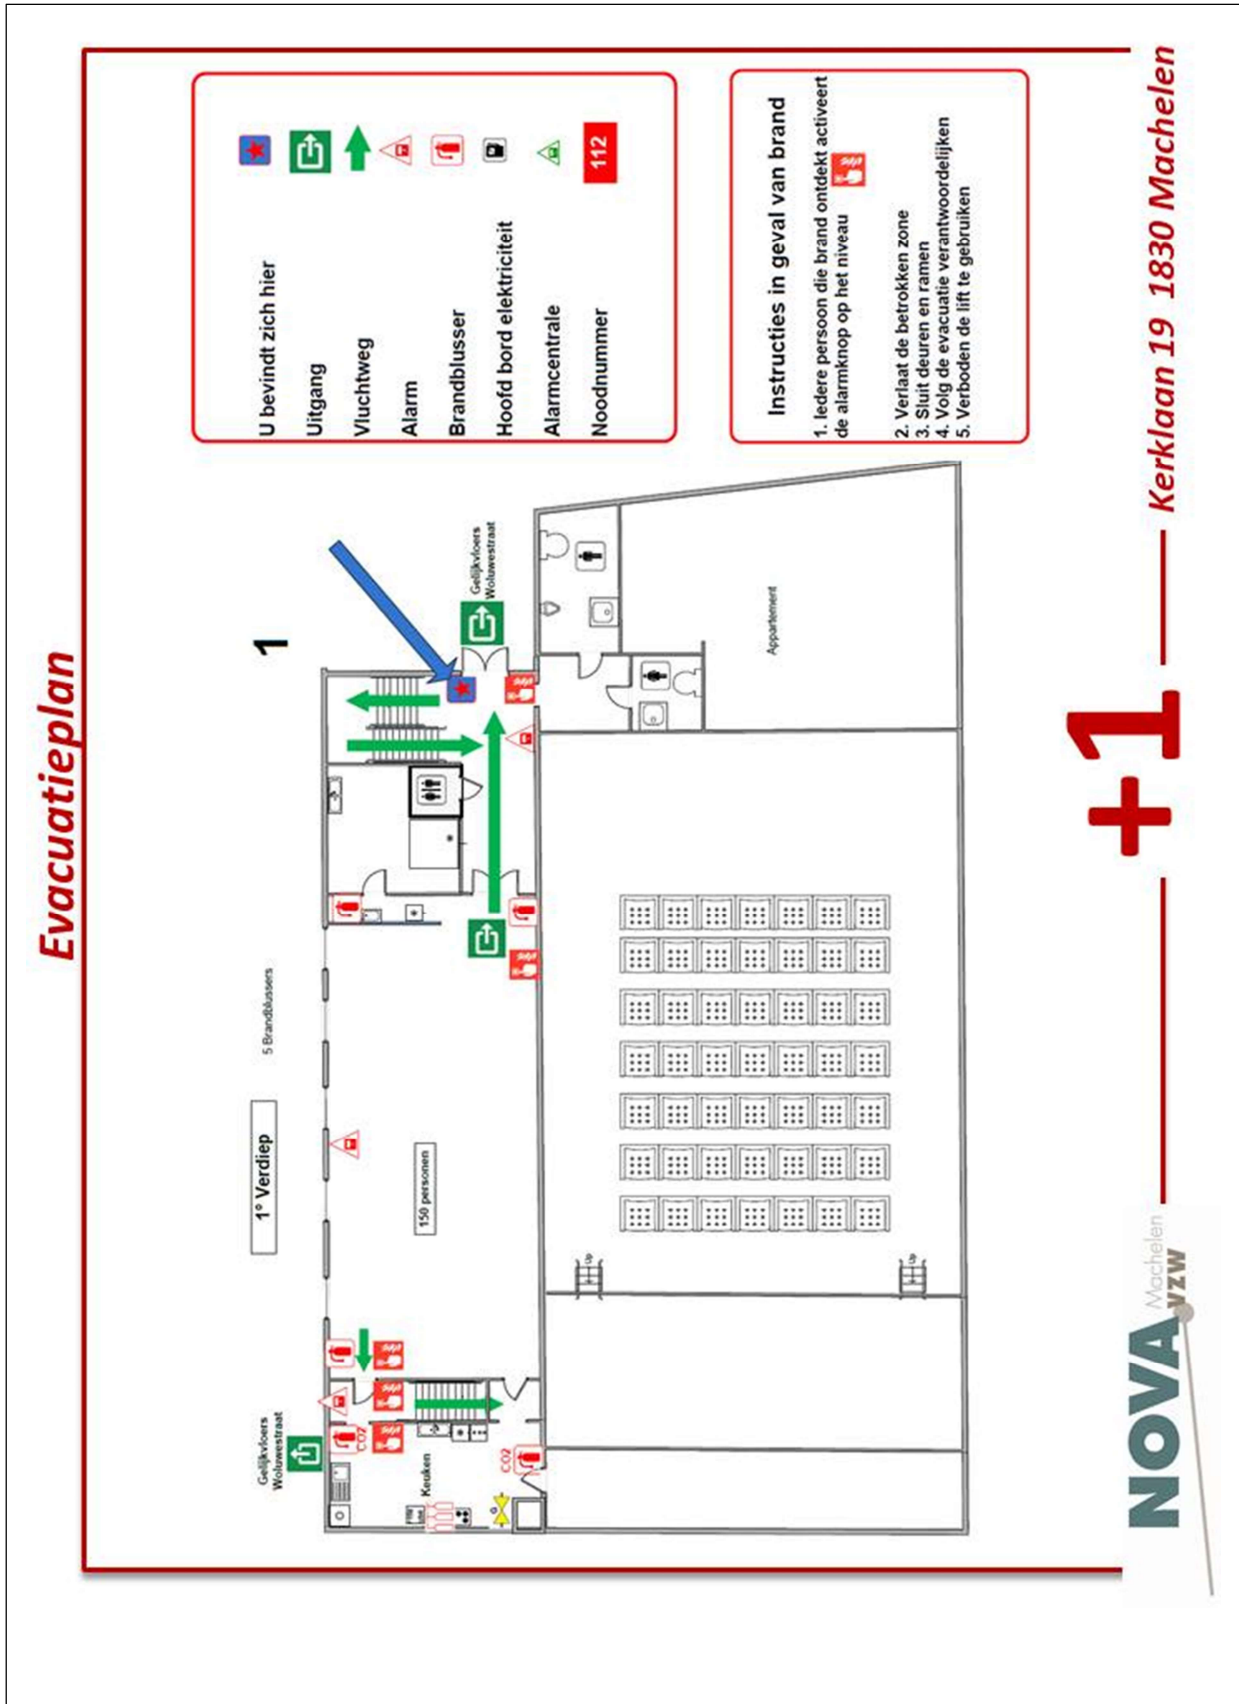 Evacuatieplan
U bevindt zich hier
Uitgang
Vluchtweg
Alarm
Brandblusser
Hoofd bord elektriciteit
Alarmcentrale
Noodnummer
112
Instructies in geval van brand
1. Iedere persoon die brand ontdekt activeert
de alarmknop op het niveau
2. Verlaat de betrokken zone
3. Sluit deuren en ramen
4. Volg de evacuatie verantwoordelijken
5. Verboden de lift te gebruiken
1° Verdiep
5 Brandblussers
1
Gelijkvloers
Woluwestraat
Gelijkvloers
Woluwestraat
150 personen
CO2
CO2
Keuken
G
Up
Up
Appartement
NOVA
Machelen
vzw
+1
Kerklaan 19 1830 Machelen